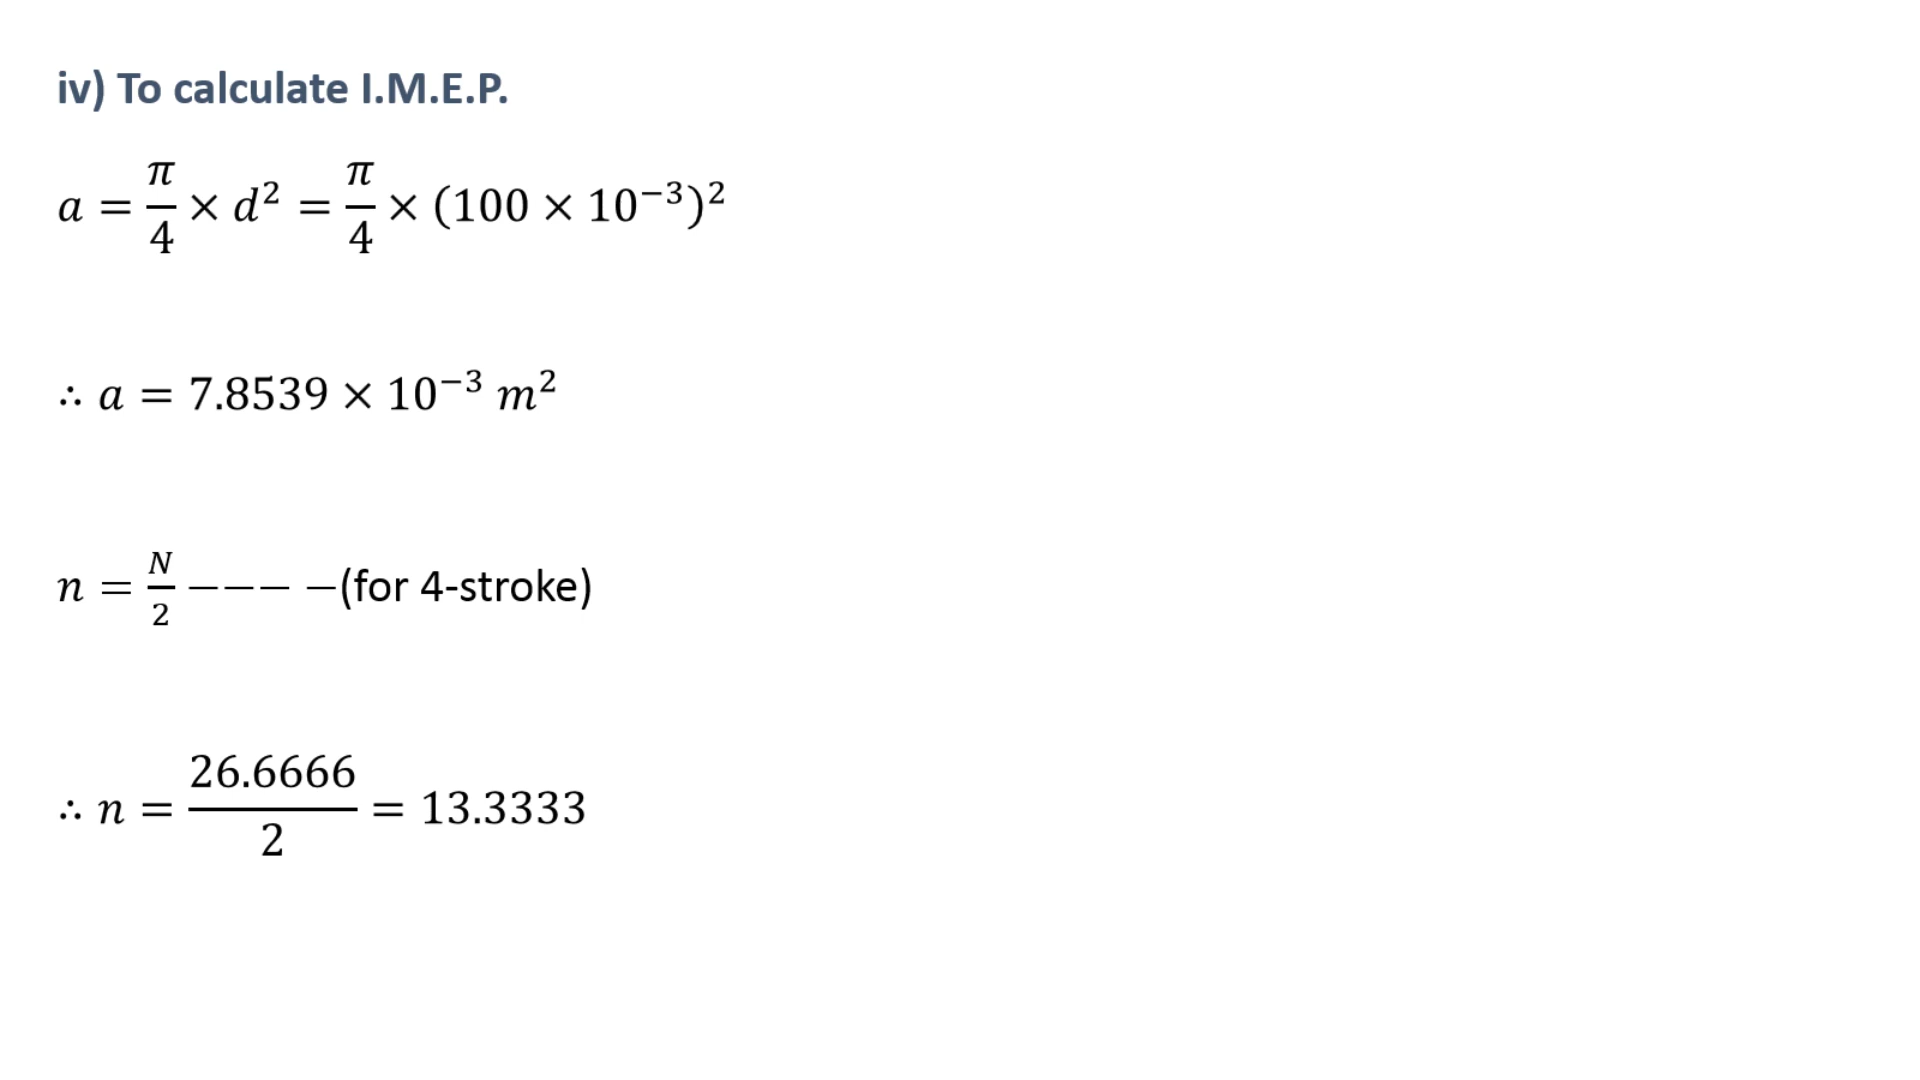 iv) To calculate I.M.E.P.
a = π/4 × d² = π/4 × (100 × 10⁻³)²
∴ a = 7.8539 × 10⁻³ m²
n = N/2 −−− −(for 4-stroke)
∴ n = 26.6666/2 = 13.3333